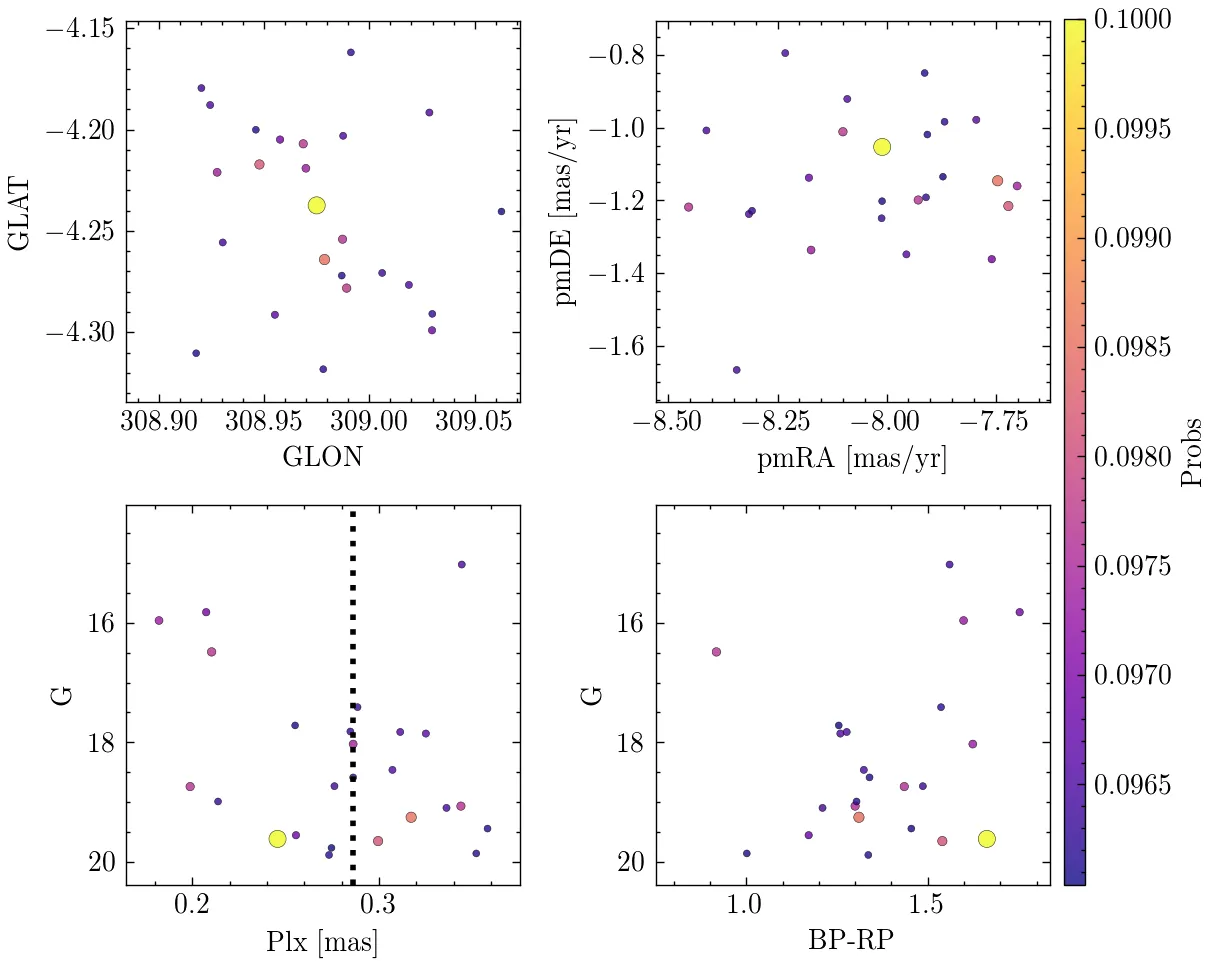 −4.15
−4.20
−4.25
−4.30
GLAT
308.90 308.95 309.00 309.05
GLON
−0.8
−1.0
−1.2
−1.4
−1.6
pmDE [mas/yr]
−8.50 −8.25 −8.00 −7.75
pmRA [mas/yr]
16
18
20
G
0.2 0.3
Plx [mas]
16
18
20
G
1.0 1.5
BP-RP
0.1000
0.0995
0.0990
0.0985
0.0980
0.0975
0.0970
0.0965
Probs